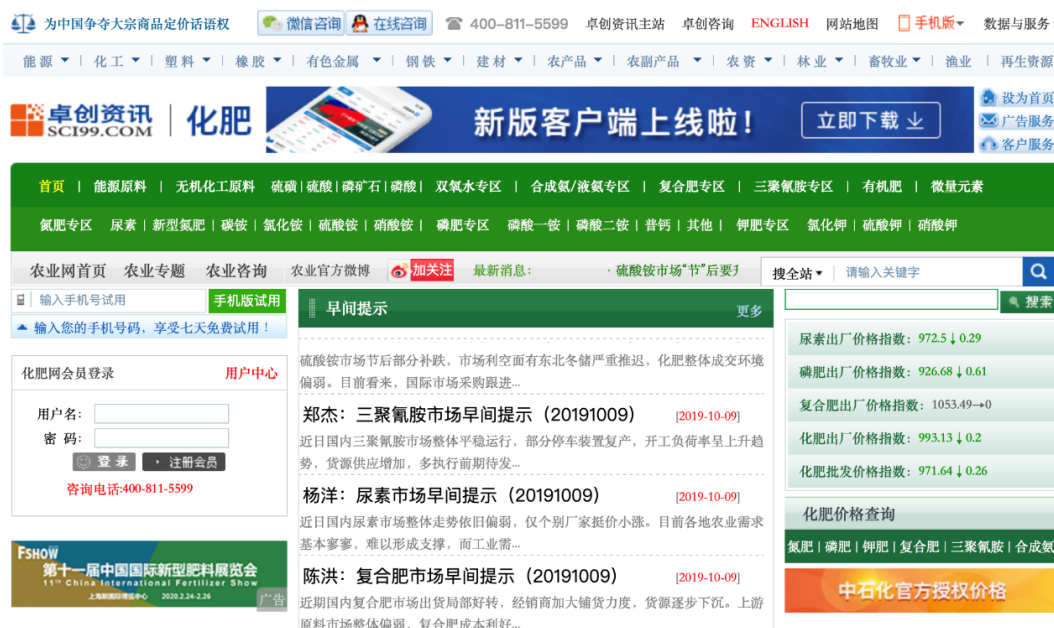 为中国争夺大宗商品定价话语权 微信咨询 在线咨询 400-811-5599 卓创资讯主站 卓创咨询 ENGLISH 网站地图 手机版 数据与服务
能源 | 化工 | 塑料 | 橡胶 | 有色金属 | 钢铁 | 建材 | 农产品 | 农副产品 | 农资 | 林业 | 畜牧业 | 渔业 | 再生资源
卓创资讯 SCI99.COM | 化肥 新版客户端上线啦! 立即下载
设为首页
广告服务
客户服务
首页 | 能源原料 | 无机化工原料 硫磺 | 硫酸 | 磷矿石 | 磷酸 | 双氧水专区 | 合成氨/液氨专区 | 复合肥专区 | 三聚氰胺专区 | 有机肥 | 微量元素
氮肥专区 尿素 | 新型氮肥 | 碳铵 | 氯化铵 | 硫酸铵 | 硝酸铵 | 磷肥专区 磷酸一铵 | 磷酸二铵 | 普钙 | 其他 | 钾肥专区 氯化钾 | 硫酸钾 | 硝酸钾
农业网首页 农业专题 农业咨询 农业官方微博 加关注 最新消息: · 硫酸铵市场"节"后要 搜全站 请输入关键字
输入手机号试用 手机版试用
输入您的手机号码，享受七天免费试用！
化肥网会员登录 用户中心
用户名:
密 码:
登录 · 注册会员
咨询电话:400-811-5599
FSHOW
第十一届中国国际新型肥料展览会
11th China International Fertilizer Show
上海新国际博览中心 2020.2.24-2.26
广告
早间提示 更多
硫酸铵市场节后部分补跌，市场利空面有东北冬储严重推迟，化肥整体成交环境
偏弱。目前看来，国际市场采购跟进...
郑杰：三聚氰胺市场早间提示（20191009） [2019-10-09]
近日国内三聚氰胺市场整体平稳运行，部分停车装置复产，开工负荷率呈上升趋
势，货源供应增加，多执行前期待发...
杨洋：尿素市场早间提示（20191009） [2019-10-09]
近日国内尿素市场整体走势依旧偏弱，仅个别厂家挺价小涨。目前各地农业需求
基本寥寥，难以形成支撑，而工业需...
陈洪：复合肥市场早间提示（20191009） [2019-10-09]
近期国内复合肥市场出货局部好转，经销商加大铺货力度，货源逐步下沉。上游
原料市场整体偏弱，复合肥成本利好...
搜索
尿素出厂价格指数: 972.5↓0.29
磷肥出厂价格指数: 926.68↓0.61
复合肥出厂价格指数: 1053.49→0
化肥出厂价格指数: 993.13↓0.2
化肥批发价格指数: 971.64↓0.26
化肥价格查询
氮肥 | 磷肥 | 钾肥 | 复合肥 | 三聚氰胺 | 合成氨
中石化官方授权价格